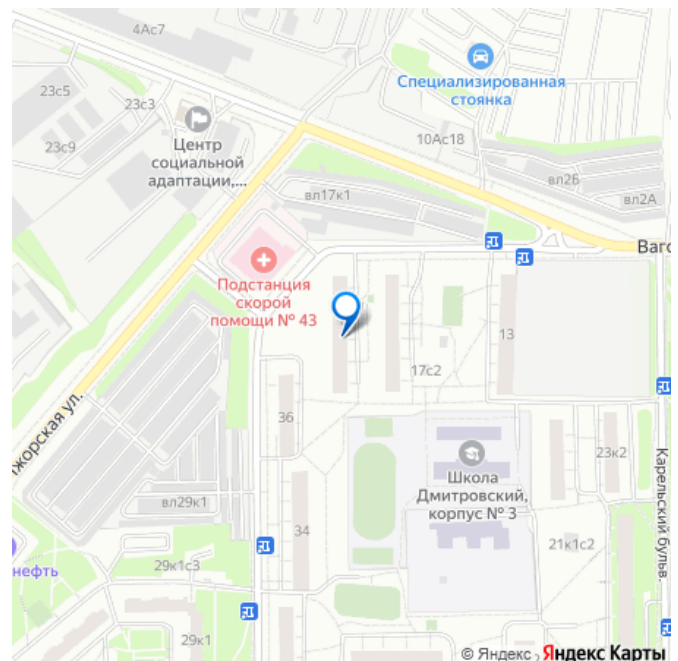 4Ас7
23с5
23с3
Специализированная
стоянка
Центр
социальной
адаптации,...
23с9
10Ас18
вл2Б
вл17к1
вл2А
Ваго
Подстанция
скорой
помощи № 43
13
17с2
36
жорская ул.
23к2
Школа
Дмитровский,
корпус № 3
Карельский бульв.
вл29к1
34
21к1с2
29к1с3
нефть
29к1
© Яндекс Яндекс Карты